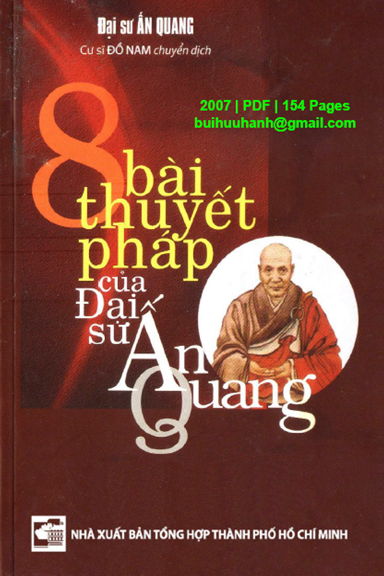 Đại sư ẤN QUANG
Cư sĩ ĐỒ NAM chuyển dịch
2007 | PDF | 154 Pages
buihuuhanh@gmail.com
8 bài
thuyết
pháp
của
Đại
sư
Ấn
Quang
NHÀ XUẤT BẢN TỔNG HỢP THÀNH PHỐ HỒ CHÍ MINH